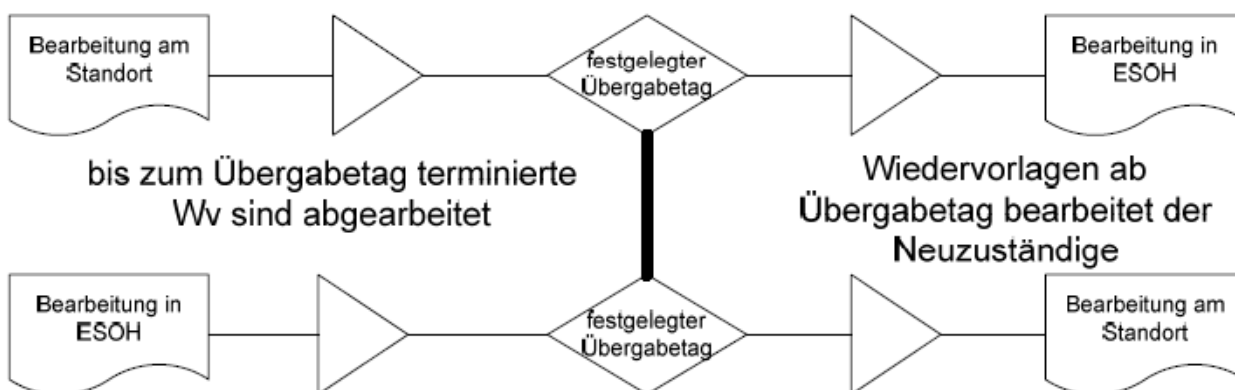 Bearbeitung am
Standort
festgelegter
Übergabetag
Bearbeitung in
ESOH
bis zum Übergabetag terminierte
Wv sind abgearbeitet
Wiedervorlagen ab
Übergabetag bearbeitet der
Neuzuständige
Bearbeitung in
ESOH
festgelegter
Übergabetag
Bearbeitung am
Standort